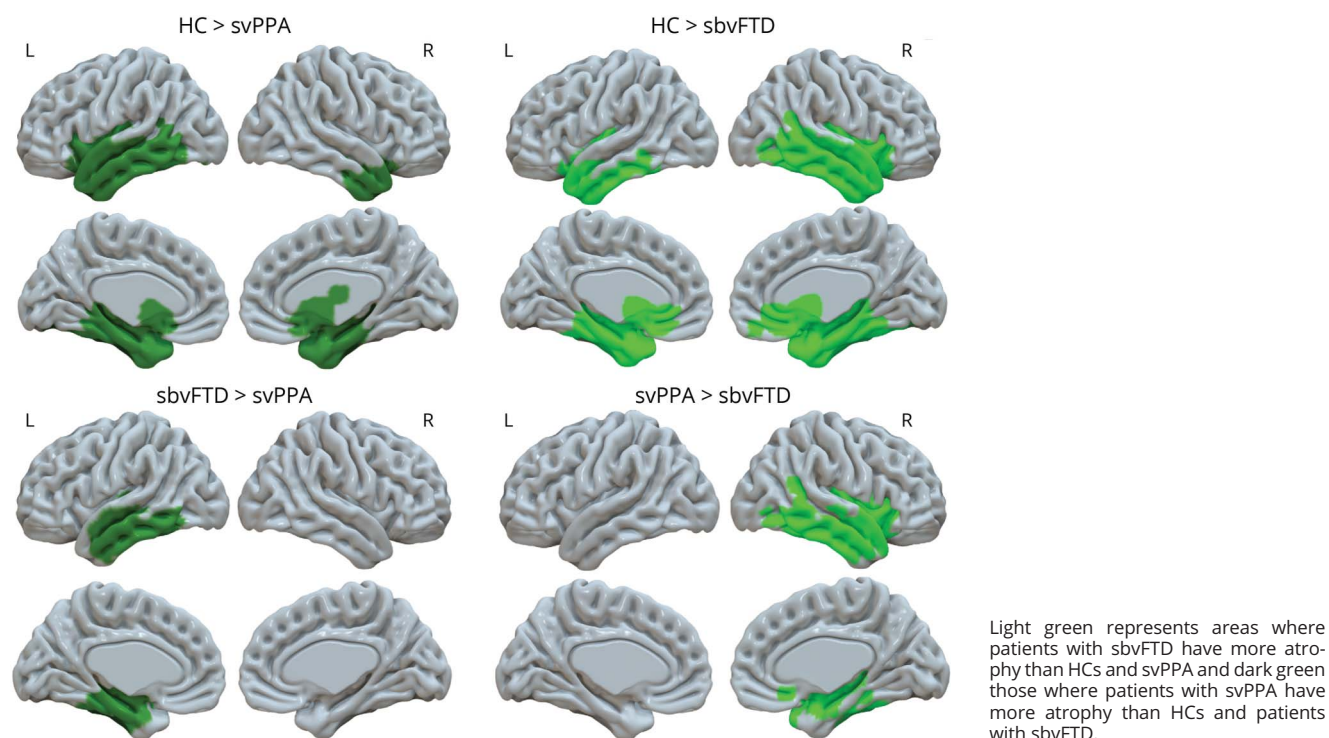 HC > svPPA
HC > sbvFTD
L
R
L
R
sbvFTD > svPPA
svPPA > sbvFTD
L
R
L
R
Light green represents areas where
patients with sbvFTD have more atro-
phy than HCs and svPPA and dark green
those where patients with svPPA have
more atrophy than HCs and patients
with sbvFTD